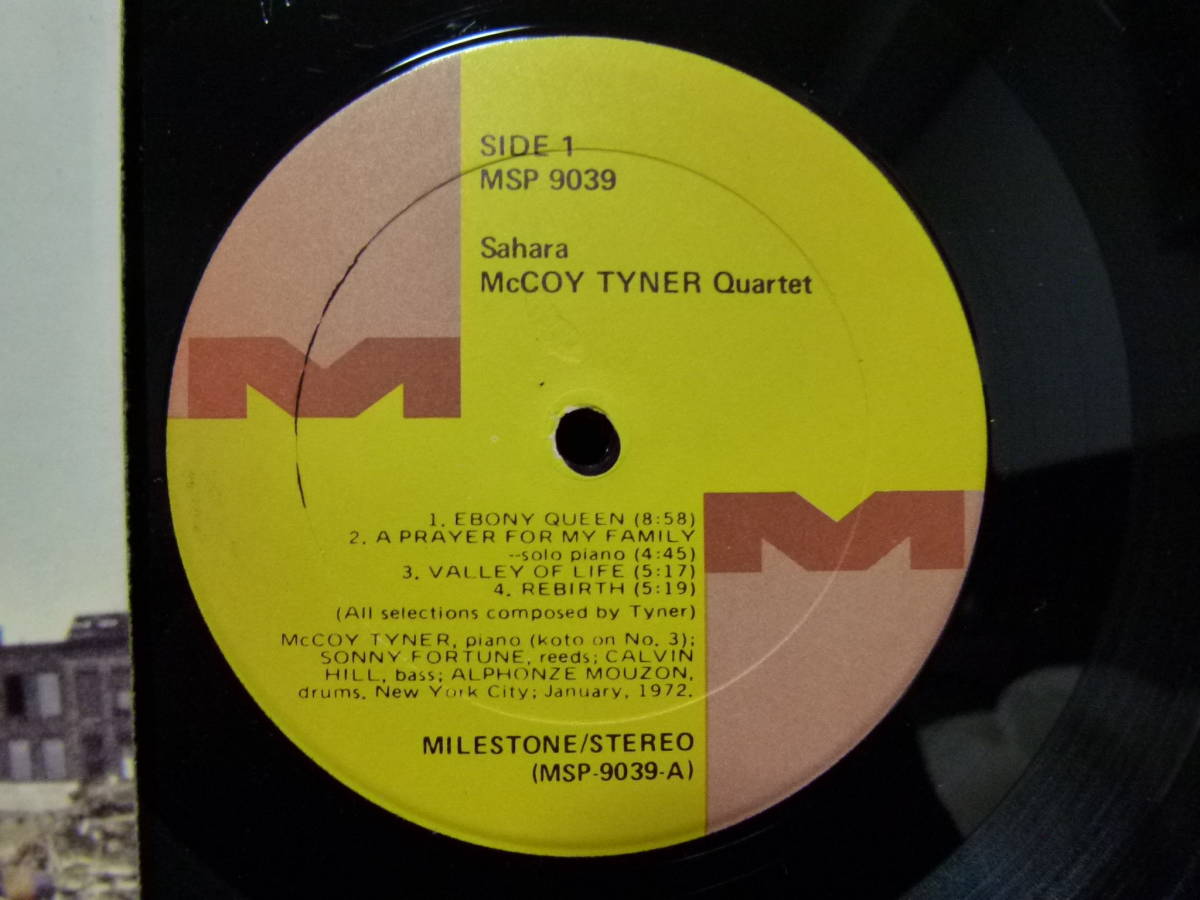 SIDE 1
MSP 9039
Sahara
McCOY TYNER Quartet
1. EBONY QUEEN (8:58)
2. A PRAYER FOR MY FAMILY
--solo piano (4:45)
3. VALLEY OF LIFE (5:17)
4. REBIRTH (5:19)
(All selections composed by Tyner)
McCOY TYNER, piano (koto on No. 3);
SONNY FORTUNE, reeds; CALVIN
HILL, bass; ALPHONZE MOUZON,
drums. New York City; January, 1972.
MILESTONE/STEREO
(MSP-9039-A)